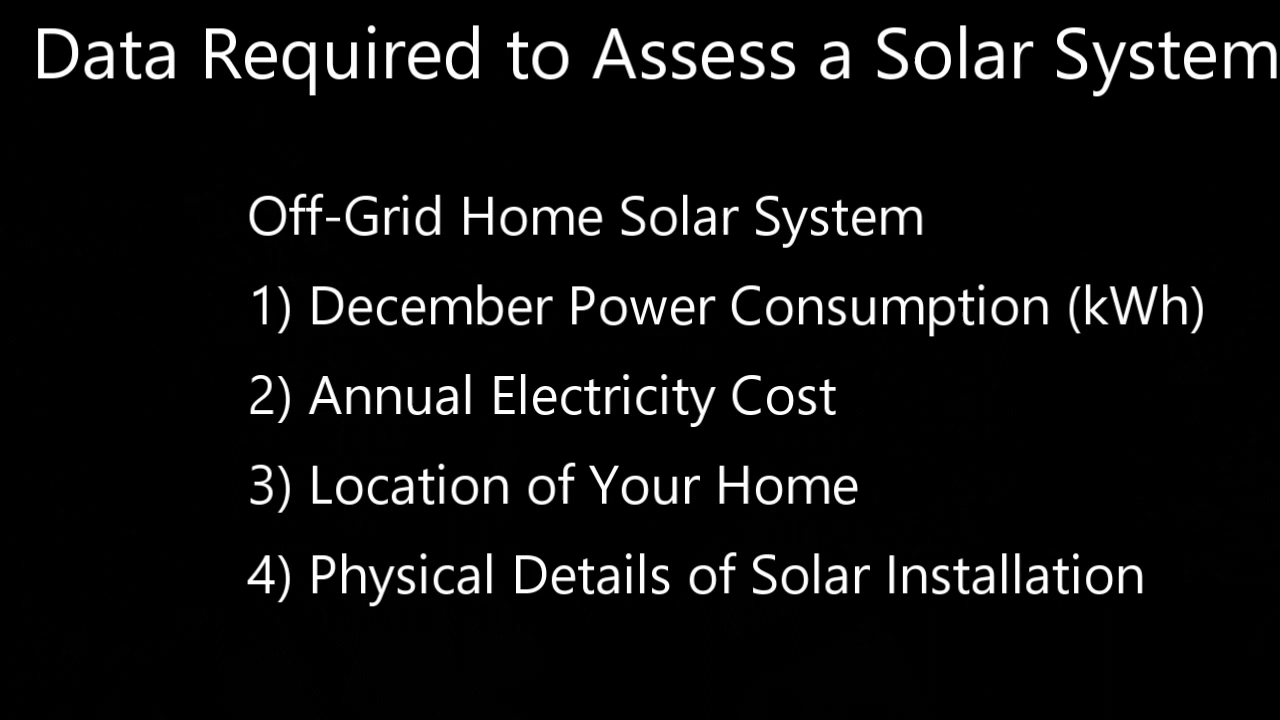 Data Required to Assess a Solar System
Off-Grid Home Solar System
1) December Power Consumption (kWh)
2) Annual Electricity Cost
3) Location of Your Home
4) Physical Details of Solar Installation